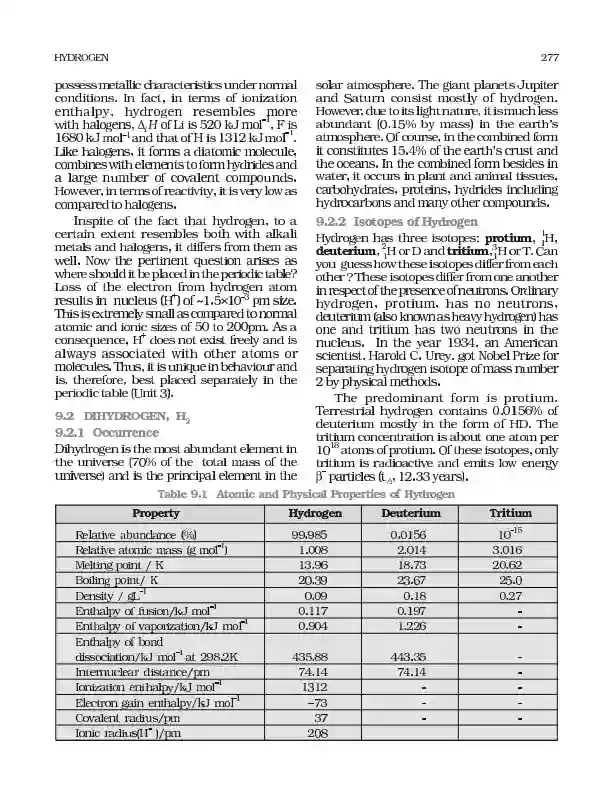 HYDROGEN 277
possess metallic characteristics under normal
conditions. In fact, in terms of ionization
enthalpy, hydrogen resembles more
with halogens, ΔᵢH of Li is 520 kJ mol⁻¹, F is
1680 kJ mol⁻¹ and that of H is 1312 kJ mol⁻¹.
Like halogens, it forms a diatomic molecule,
combines with elements to form hydrides and
a large number of covalent compounds.
However, in terms of reactivity, it is very low as
compared to halogens.
Inspite of the fact that hydrogen, to a
certain extent resembles both with alkali
metals and halogens, it differs from them as
well. Now the pertinent question arises as
where should it be placed in the periodic table?
Loss of the electron from hydrogen atom
results in nucleus (H⁺) of ~1.5×10⁻³ pm size.
This is extremely small as compared to normal
atomic and ionic sizes of 50 to 200pm. As a
consequence, H⁺ does not exist freely and is
always associated with other atoms or
molecules. Thus, it is unique in behaviour and
is, therefore, best placed separately in the
periodic table (Unit 3).
9.2 DIHYDROGEN, H₂
9.2.1 Occurrence
Dihydrogen is the most abundant element in
the universe (70% of the total mass of the
universe) and is the principal element in the
solar atmosphere. The giant planets Jupiter
and Saturn consist mostly of hydrogen.
However, due to its light nature, it is much less
abundant (0.15% by mass) in the earth's
atmosphere. Of course, in the combined form
it constitutes 15.4% of the earth's crust and
the oceans. In the combined form besides in
water, it occurs in plant and animal tissues,
carbohydrates, proteins, hydrides including
hydrocarbons and many other compounds.
9.2.2 Isotopes of Hydrogen
Hydrogen has three isotopes: protium, ¹₁H,
deuterium, ²₁H or D and tritium, ³₁H or T. Can
you guess how these isotopes differ from each
other ? These isotopes differ from one another
in respect of the presence of neutrons. Ordinary
hydrogen, protium, has no neutrons,
deuterium (also known as heavy hydrogen) has
one and tritium has two neutrons in the
nucleus. In the year 1934, an American
scientist, Harold C. Urey, got Nobel Prize for
separating hydrogen isotope of mass number
2 by physical methods.
The predominant form is protium.
Terrestrial hydrogen contains 0.0156% of
deuterium mostly in the form of HD. The
tritium concentration is about one atom per
10¹⁸ atoms of protium. Of these isotopes, only
tritium is radioactive and emits low energy
β⁻ particles (t½, 12.33 years).
Table 9.1 Atomic and Physical Properties of Hydrogen
Property Hydrogen Deuterium Tritium
Relative abundance (%) 99.985 0.0156 10⁻¹⁵
Relative atomic mass (g mol⁻¹) 1.008 2.014 3.016
Melting point / K 13.96 18.73 20.62
Boiling point/ K 20.39 23.67 25.0
Density / gL⁻¹ 0.09 0.18 0.27
Enthalpy of fusion/kJ mol⁻¹ 0.117 0.197 -
Enthalpy of vaporization/kJ mol⁻¹ 0.904 1.226 -
Enthalpy of bond
dissociation/kJ mol⁻¹ at 298.2K 435.88 443.35 -
Internuclear distance/pm 74.14 74.14 -
Ionization enthalpy/kJ mol⁻¹ 1312 - -
Electron gain enthalpy/kJ mol⁻¹ –73 - -
Covalent radius/pm 37 - -
Ionic radius(H⁻)/pm 208